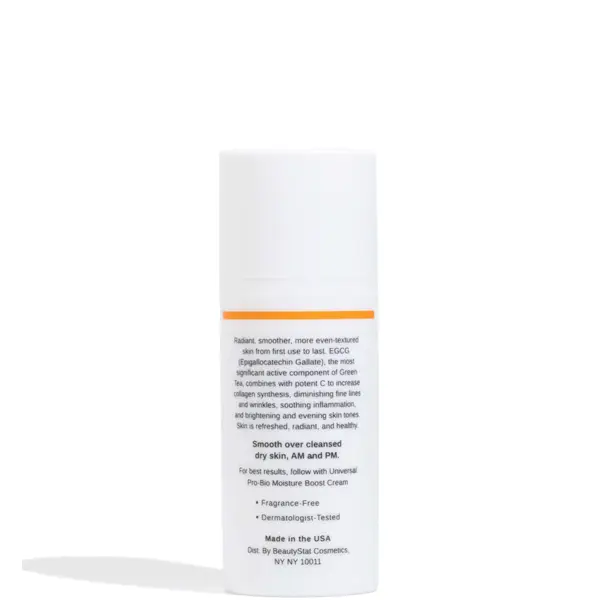 Radiant, smoother, more even-textured
skin from first use to last. EGCG
(Epigallocatechin Gallate), the most
significant active component of Green
Tea, combines with potent C to increase
collagen synthesis, diminishing fine lines
and wrinkles, soothing inflammation,
and brightening and evening skin tones.
Skin is refreshed, radiant, and healthy.
Smooth over cleansed
dry skin, AM and PM.
For best results, follow with Universal
Pro-Bio Moisture Boost Cream
• Fragrance-Free
• Dermatologist-Tested
Made in the USA
Dist. By BeautyStat Cosmetics,
NY NY 10011